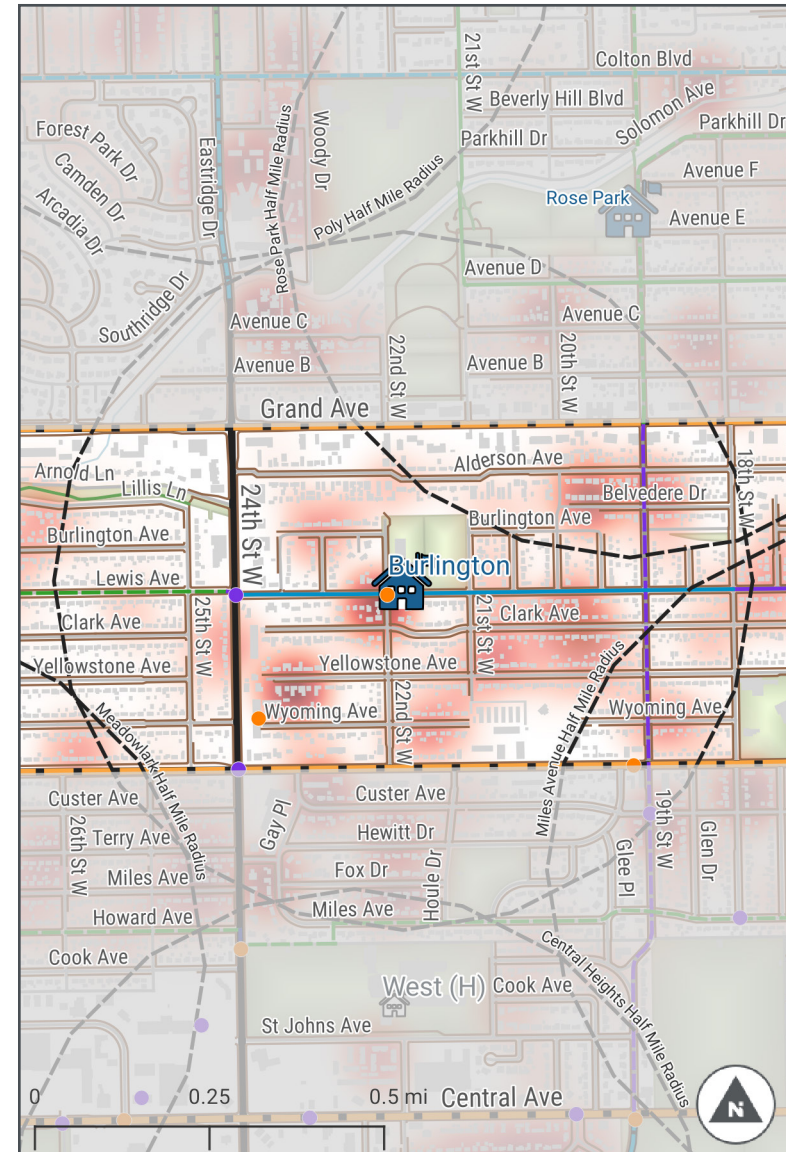 Colton Blvd
21st St W
Beverly Hill Blvd
Solomon Ave
Parkhill Dr
Parkhill Dr
Woody Dr
Forest Park Dr
Camden Dr
Arcadia Dr
Eastridge Dr
Rose Park Half Mile Radius
Poly Half Mile Radius
Avenue F
Rose Park
Avenue E
Avenue D
Southridge Dr
Avenue C
Avenue C
22nd St W
20th St W
Avenue B
Avenue B
Grand Ave
Alderson Ave
18th St W
Arnold Ln
Lillis Ln
24th St W
Belvedere Dr
Burlington Ave
Burlington Ave
Burlington
Lewis Ave
25th St W
21st St W
Clark Ave
Clark Ave
Yellowstone Ave
Yellowstone Ave
22nd St W
Wyoming Ave
Wyoming Ave
Meadowlark Half Mile Radius
Miles Avenue Half Mile Radius
Custer Ave
Custer Ave
Gay Pl
19th St W
Glen Dr
26th St W
Terry Ave
Hewitt Dr
Houle Dr
Glee Pl
Miles Ave
Fox Dr
Howard Ave
Miles Ave
Cook Ave
Central Heights Half Mile Radius
West (H)
Cook Ave
St Johns Ave
0
0.25
0.5 mi
Central Ave
N